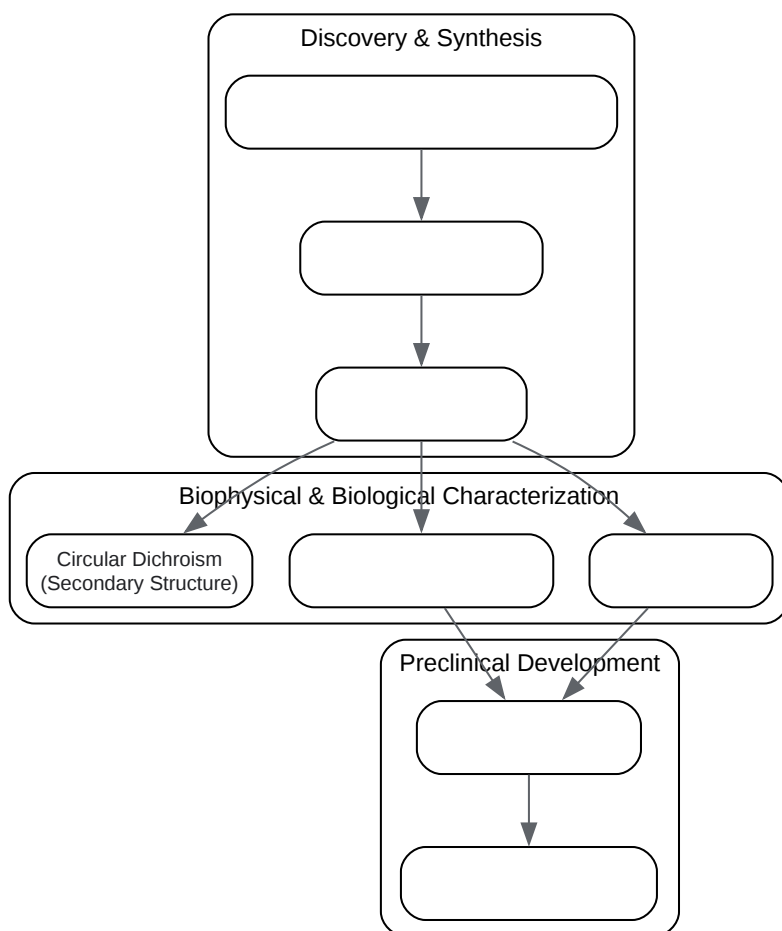 Discovery & Synthesis
Biophysical & Biological Characterization
Circular Dichroism
(Secondary Structure)
Preclinical Development